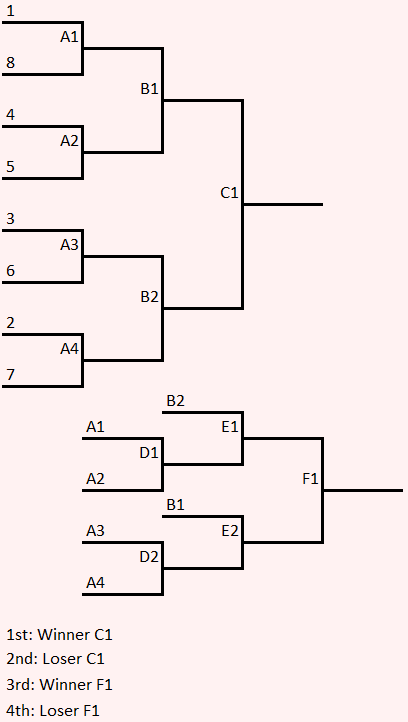 1
A1
8
B1
4
A2
5
C1
3
A3
6
B2
2
A4
7
B2
A1
E1
D1
A2
F1
B1
A3
E2
D2
A4
1st: Winner C1
2nd: Loser C1
3rd: Winner F1
4th: Loser F1